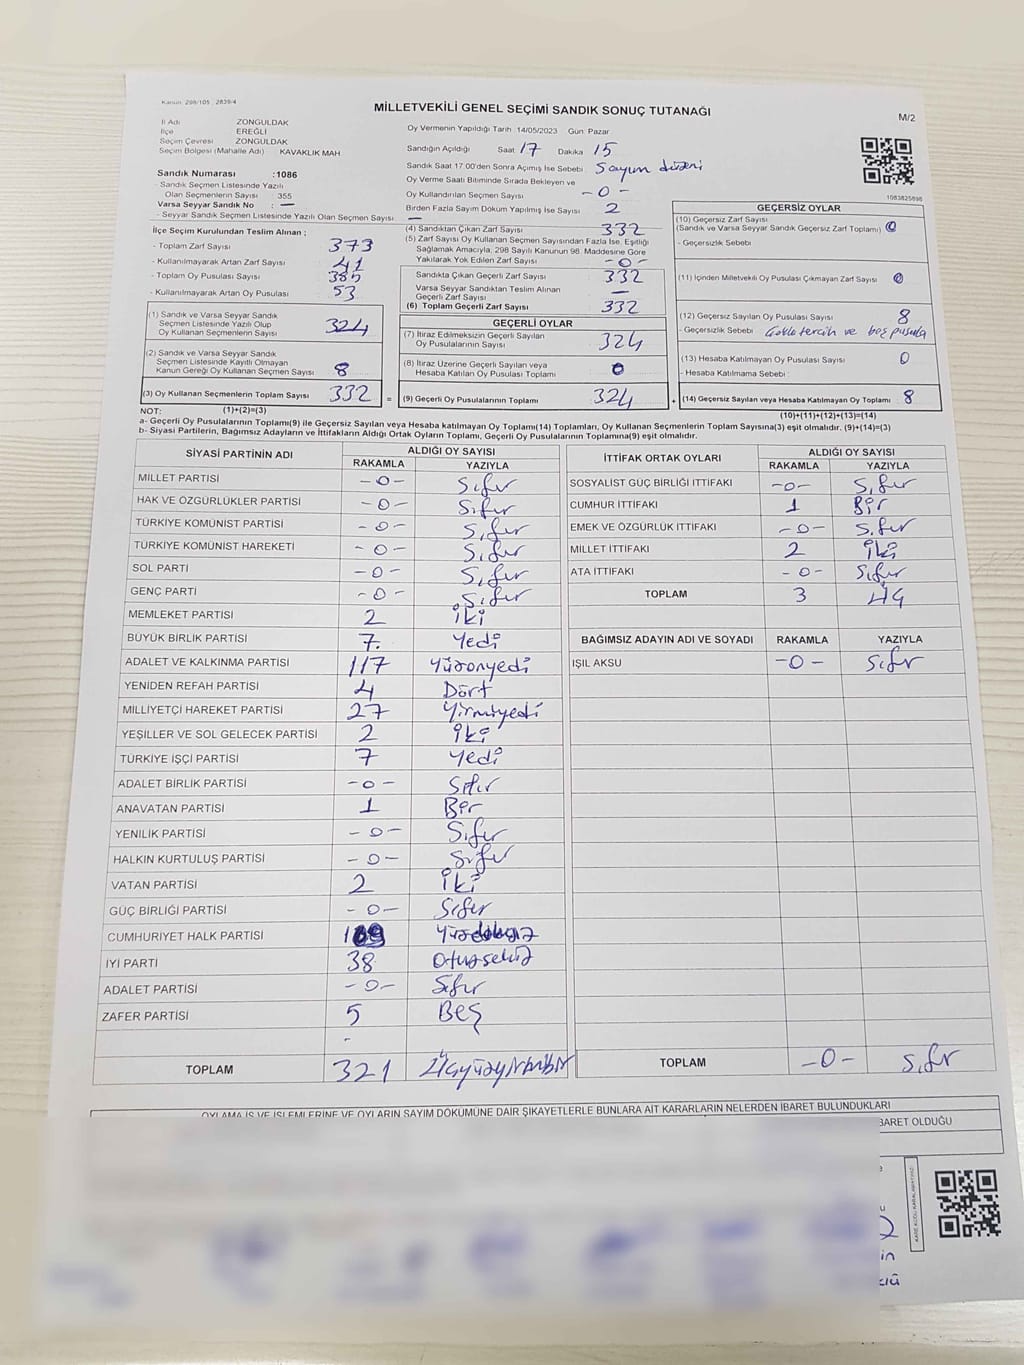 Kanun: 298/105 , 2839/4
MİLLETVEKİLİ GENEL SEÇİMİ SANDIK SONUÇ TUTANAĞI
M/2
İl Adı ZONGULDAK
İlçe EREĞLİ
Seçim Çevresi ZONGULDAK
Seçim Bölgesi (Mahalle Adı) KAVAKLIK MAH
Sandık Numarası :1086
- Sandık Seçmen Listesinde Yazılı
Olan Seçmenlerin Sayısı 355
Varsa Seyyar Sandık No : —
- Seyyar Sandık Seçmen Listesinde Yazılı Olan Seçmen Sayısı : —
Oy Vermenin Yapıldığı Tarih 14/05/2023 Gün: Pazar
Sandığın Açıldığı Saat 17 Dakika 15
Sandık Saat 17:00'den Sonra Açılmış İse Sebebi Sayım düzeni
Oy Verme Saati Bitiminde Sırada Bekleyen ve
Oy Kullandırılan Seçmen Sayısı -0-
Birden Fazla Sayım Döküm Yapılmış İse Sayısı 2
1083825898
İlçe Seçim Kurulundan Teslim Alınan ;
- Toplam Zarf Sayısı 373
- Kullanılmayarak Artan Zarf Sayısı 41
- Toplam Oy Pusulası Sayısı 385
- Kullanılmayarak Artan Oy Pusulası 53
(4) Sandıktan Çıkan Zarf Sayısı 332
(5) Zarf Sayısı Oy Kullanan Seçmen Sayısından Fazla İse, Eşitliği
Sağlamak Amacıyla, 298 Sayılı Kanunun 98. Maddesine Göre
Yakılarak Yok Edilen Zarf Sayısı -0-
Sandıkta Çıkan Geçerli Zarf Sayısı 332
Varsa Seyyar Sandıktan Teslim Alınan
Geçerli Zarf Sayısı —
(6) Toplam Geçerli Zarf Sayısı 332
GEÇERSİZ OYLAR
(10) Geçersiz Zarf Sayısı
(Sandık ve Varsa Seyyar Sandık Geçersiz Zarf Toplamı) 0
- Geçersizlik Sebebi
(11) İçinden Milletvekili Oy Pusulası Çıkmayan Zarf Sayısı 0
(12) Geçersiz Sayılan Oy Pusulası Sayısı 8
- Geçersizlik Sebebi tercih ve boş pusula
(13) Hesaba Katılmayan Oy Pusulası Sayısı 0
- Hesaba Katılmama Sebebi :
(14) Geçersiz Sayılan veya Hesaba Katılmayan Oy Toplamı 8
(10)+(11)+(12)+(13)=(14)
(1) Sandık ve Varsa Seyyar Sandık
Seçmen Listesinde Yazılı Olup
Oy Kullanan Seçmenlerin Sayısı 324
(2) Sandık ve Varsa Seyyar Sandık
Seçmen Listesinde Kayıtlı Olmayan
Kanun Gereği Oy Kullanan Seçmen Sayısı 8
(3) Oy Kullanan Seçmenlerin Toplam Sayısı 332 =
(1)+(2)=(3)
GEÇERLİ OYLAR
(7) İtiraz Edilmeksizin Geçerli Sayılan
Oy Pusulalarının Sayısı 324
(8) İtiraz Üzerine Geçerli Sayılan veya
Hesaba Katılan Oy Pusulası Toplamı 0
(9) Geçerli Oy Pusulalarının Toplamı 324 +
NOT:
a- Geçerli Oy Pusulalarının Toplamı(9) ile Geçersiz Sayılan veya Hesaba katılmayan Oy Toplamı(14) Toplamları, Oy Kullanan Seçmenlerin Toplam Sayısına(3) eşit olmalıdır. (9)+(14)=(3)
b- Siyasi Partilerin, Bağımsız Adayların ve İttifakların Aldığı Ortak Oyların Toplamı, Geçerli Oy Pusulalarının Toplamına(9) eşit olmalıdır.
SİYASİ PARTİNİN ADI ALDIĞI OY SAYISI
RAKAMLA YAZIYLA
MİLLET PARTİSİ -0- Sıfır
HAK VE ÖZGÜRLÜKLER PARTİSİ -0- Sıfır
TÜRKİYE KOMÜNİST PARTİSİ -0- Sıfır
TÜRKİYE KOMÜNİST HAREKETİ -0- Sıfır
SOL PARTİ -0- Sıfır
GENÇ PARTİ -0- Sıfır
MEMLEKET PARTİSİ 2 İki
BÜYÜK BİRLİK PARTİSİ 7. Yedi
ADALET VE KALKINMA PARTİSİ 117 Yüzonyedi
YENİDEN REFAH PARTİSİ 4 Dört
MİLLİYETÇİ HAREKET PARTİSİ 27 Yirmiyedi
YEŞİLLER VE SOL GELECEK PARTİSİ 2 İki
TÜRKİYE İŞÇİ PARTİSİ 7 Yedi
ADALET BİRLİK PARTİSİ -0- Sıfır
ANAVATAN PARTİSİ 1 Bir
YENİLİK PARTİSİ -0- Sıfır
HALKIN KURTULUŞ PARTİSİ -0- Sıfır
VATAN PARTİSİ 2 İki
GÜÇ BİRLİĞİ PARTİSİ -0- Sıfır
CUMHURİYET HALK PARTİSİ 109
İYİ PARTİ 38 Otuzsekiz
ADALET PARTİSİ -0- Sıfır
ZAFER PARTİSİ 5 Beş
TOPLAM 321 Üçyüzyirmibir
İTTİFAK ORTAK OYLARI ALDIĞI OY SAYISI
RAKAMLA YAZIYLA
SOSYALİST GÜÇ BİRLİĞİ İTTİFAKI -0- Sıfır
CUMHUR İTTİFAKI 1 Bir
EMEK VE ÖZGÜRLÜK İTTİFAKI -0- Sıfır
MİLLET İTTİFAKI 2 İki
ATA İTTİFAKI -0- Sıfır
TOPLAM 3 Üç
BAĞIMSIZ ADAYIN ADI VE SOYADI RAKAMLA YAZIYLA
IŞIL AKSU -0- Sıfır
TOPLAM -0- Sıfır
OYLAMA İŞ VE İŞLEMLERİNE VE OYLARIN SAYIM DÖKÜMÜNE DAİR ŞİKAYETLERLE BUNLARA AİT KARARLARIN NELERDEN İBARET BULUNDUKLARI
BARET OLDUĞU
KARE KODU KARALAMAYINIZ!
in